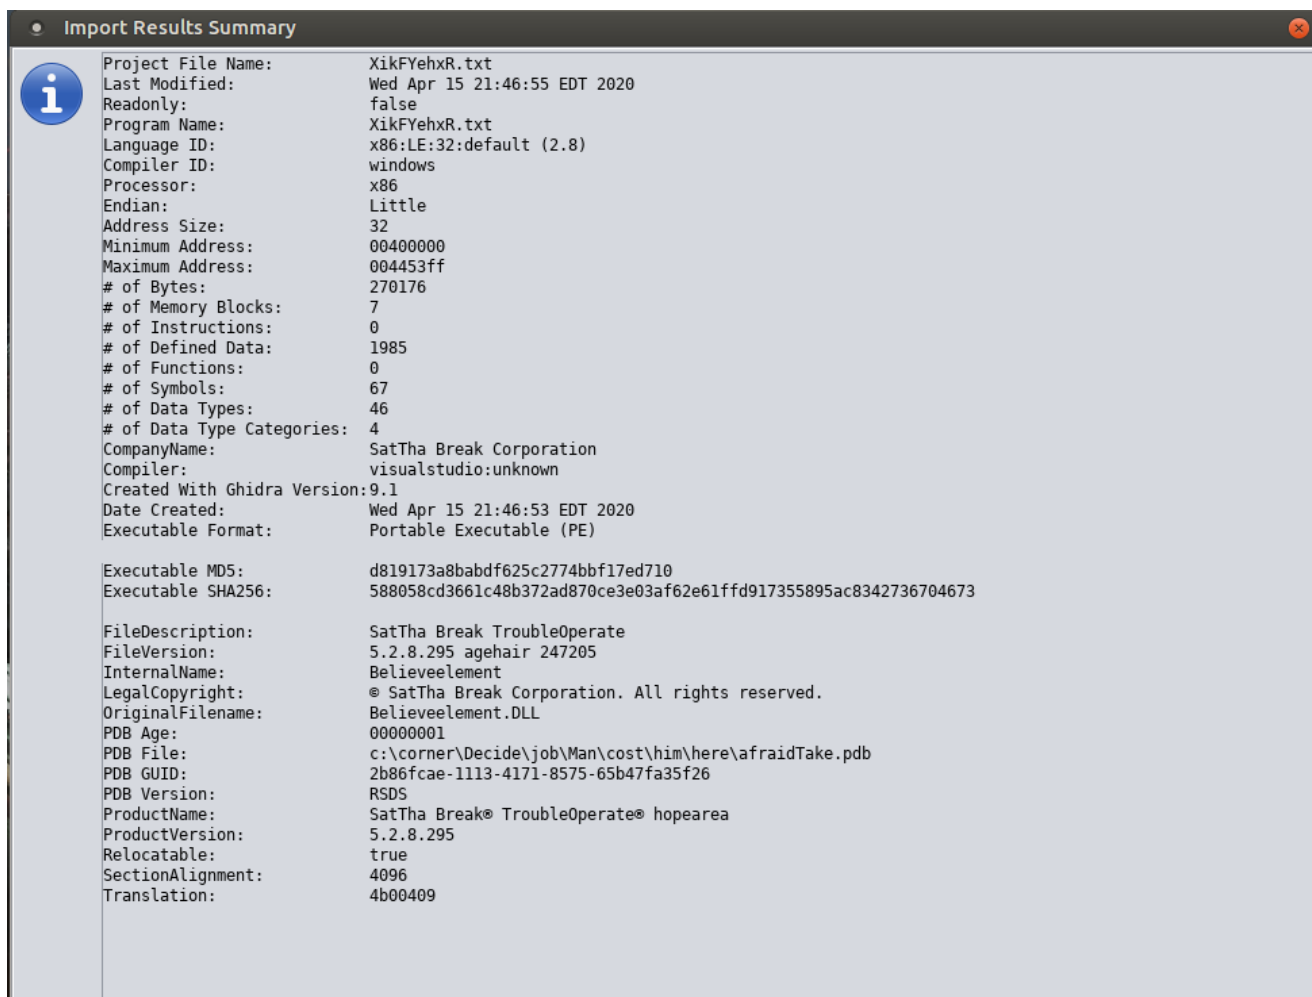 Import Results Summary
Project File Name: XikFYehxR.txt
Last Modified: Wed Apr 15 21:46:55 EDT 2020
Readonly: false
Program Name: XikFYehxR.txt
Language ID: x86:LE:32:default (2.8)
Compiler ID: windows
Processor: x86
Endian: Little
Address Size: 32
Minimum Address: 00400000
Maximum Address: 004453ff
# of Bytes: 270176
# of Memory Blocks: 7
# of Instructions: 0
# of Defined Data: 1985
# of Functions: 0
# of Symbols: 67
# of Data Types: 46
# of Data Type Categories: 4
CompanyName: SatTha Break Corporation
Compiler: visualstudio:unknown
Created With Ghidra Version:9.1
Date Created: Wed Apr 15 21:46:53 EDT 2020
Executable Format: Portable Executable (PE)
Executable MD5: d819173a8babdf625c2774bbf17ed710
Executable SHA256: 588058cd3661c48b372ad870ce3e03af62e61ffd917355895ac8342736704673
FileDescription: SatTha Break TroubleOperate
FileVersion: 5.2.8.295 agehair 247205
InternalName: Believeelement
LegalCopyright: © SatTha Break Corporation. All rights reserved.
OriginalFilename: Believeelement.DLL
PDB Age: 00000001
PDB File: c:\corner\Decide\job\Man\cost\him\here\afraidTake.pdb
PDB GUID: 2b86fcae-1113-4171-8575-65b47fa35f26
PDB Version: RSDS
ProductName: SatTha Break® TroubleOperate® hopearea
ProductVersion: 5.2.8.295
Relocatable: true
SectionAlignment: 4096
Translation: 4b00409